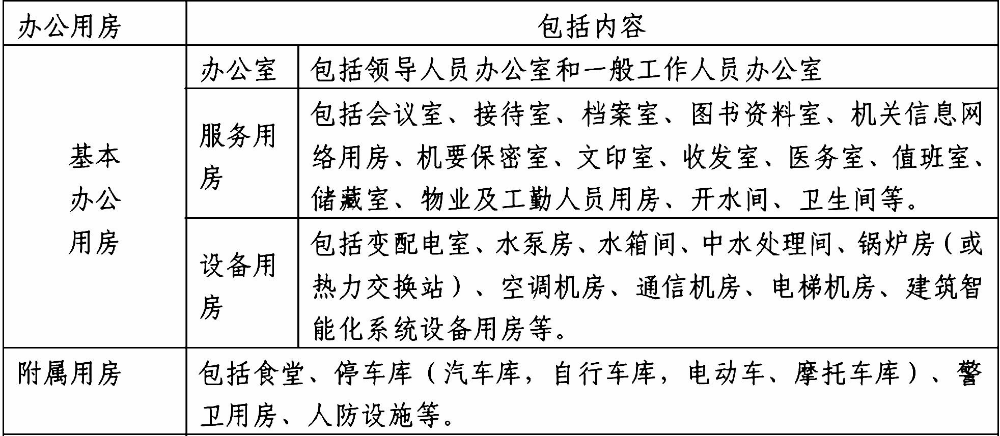 办公用房
包括内容
基本
办公
用房
办公室
包括领导人员办公室和一般工作人员办公室
服务用
房
包括会议室、接待室、档案室、图书资料室、机关信息网
络用房、机要保密室、文印室、收发室、医务室、值班室、
储藏室、物业及工勤人员用房、开水间、卫生间等。
设备用
房
包括变配电室、水泵房、水箱间、中水处理间、锅炉房(或
热力交换站)、空调机房、通信机房、电梯机房、建筑智
能化系统设备用房等。
附属用房
包括食堂、停车库(汽车库,自行车库,电动车、摩托车库)、警
卫用房、人防设施等。